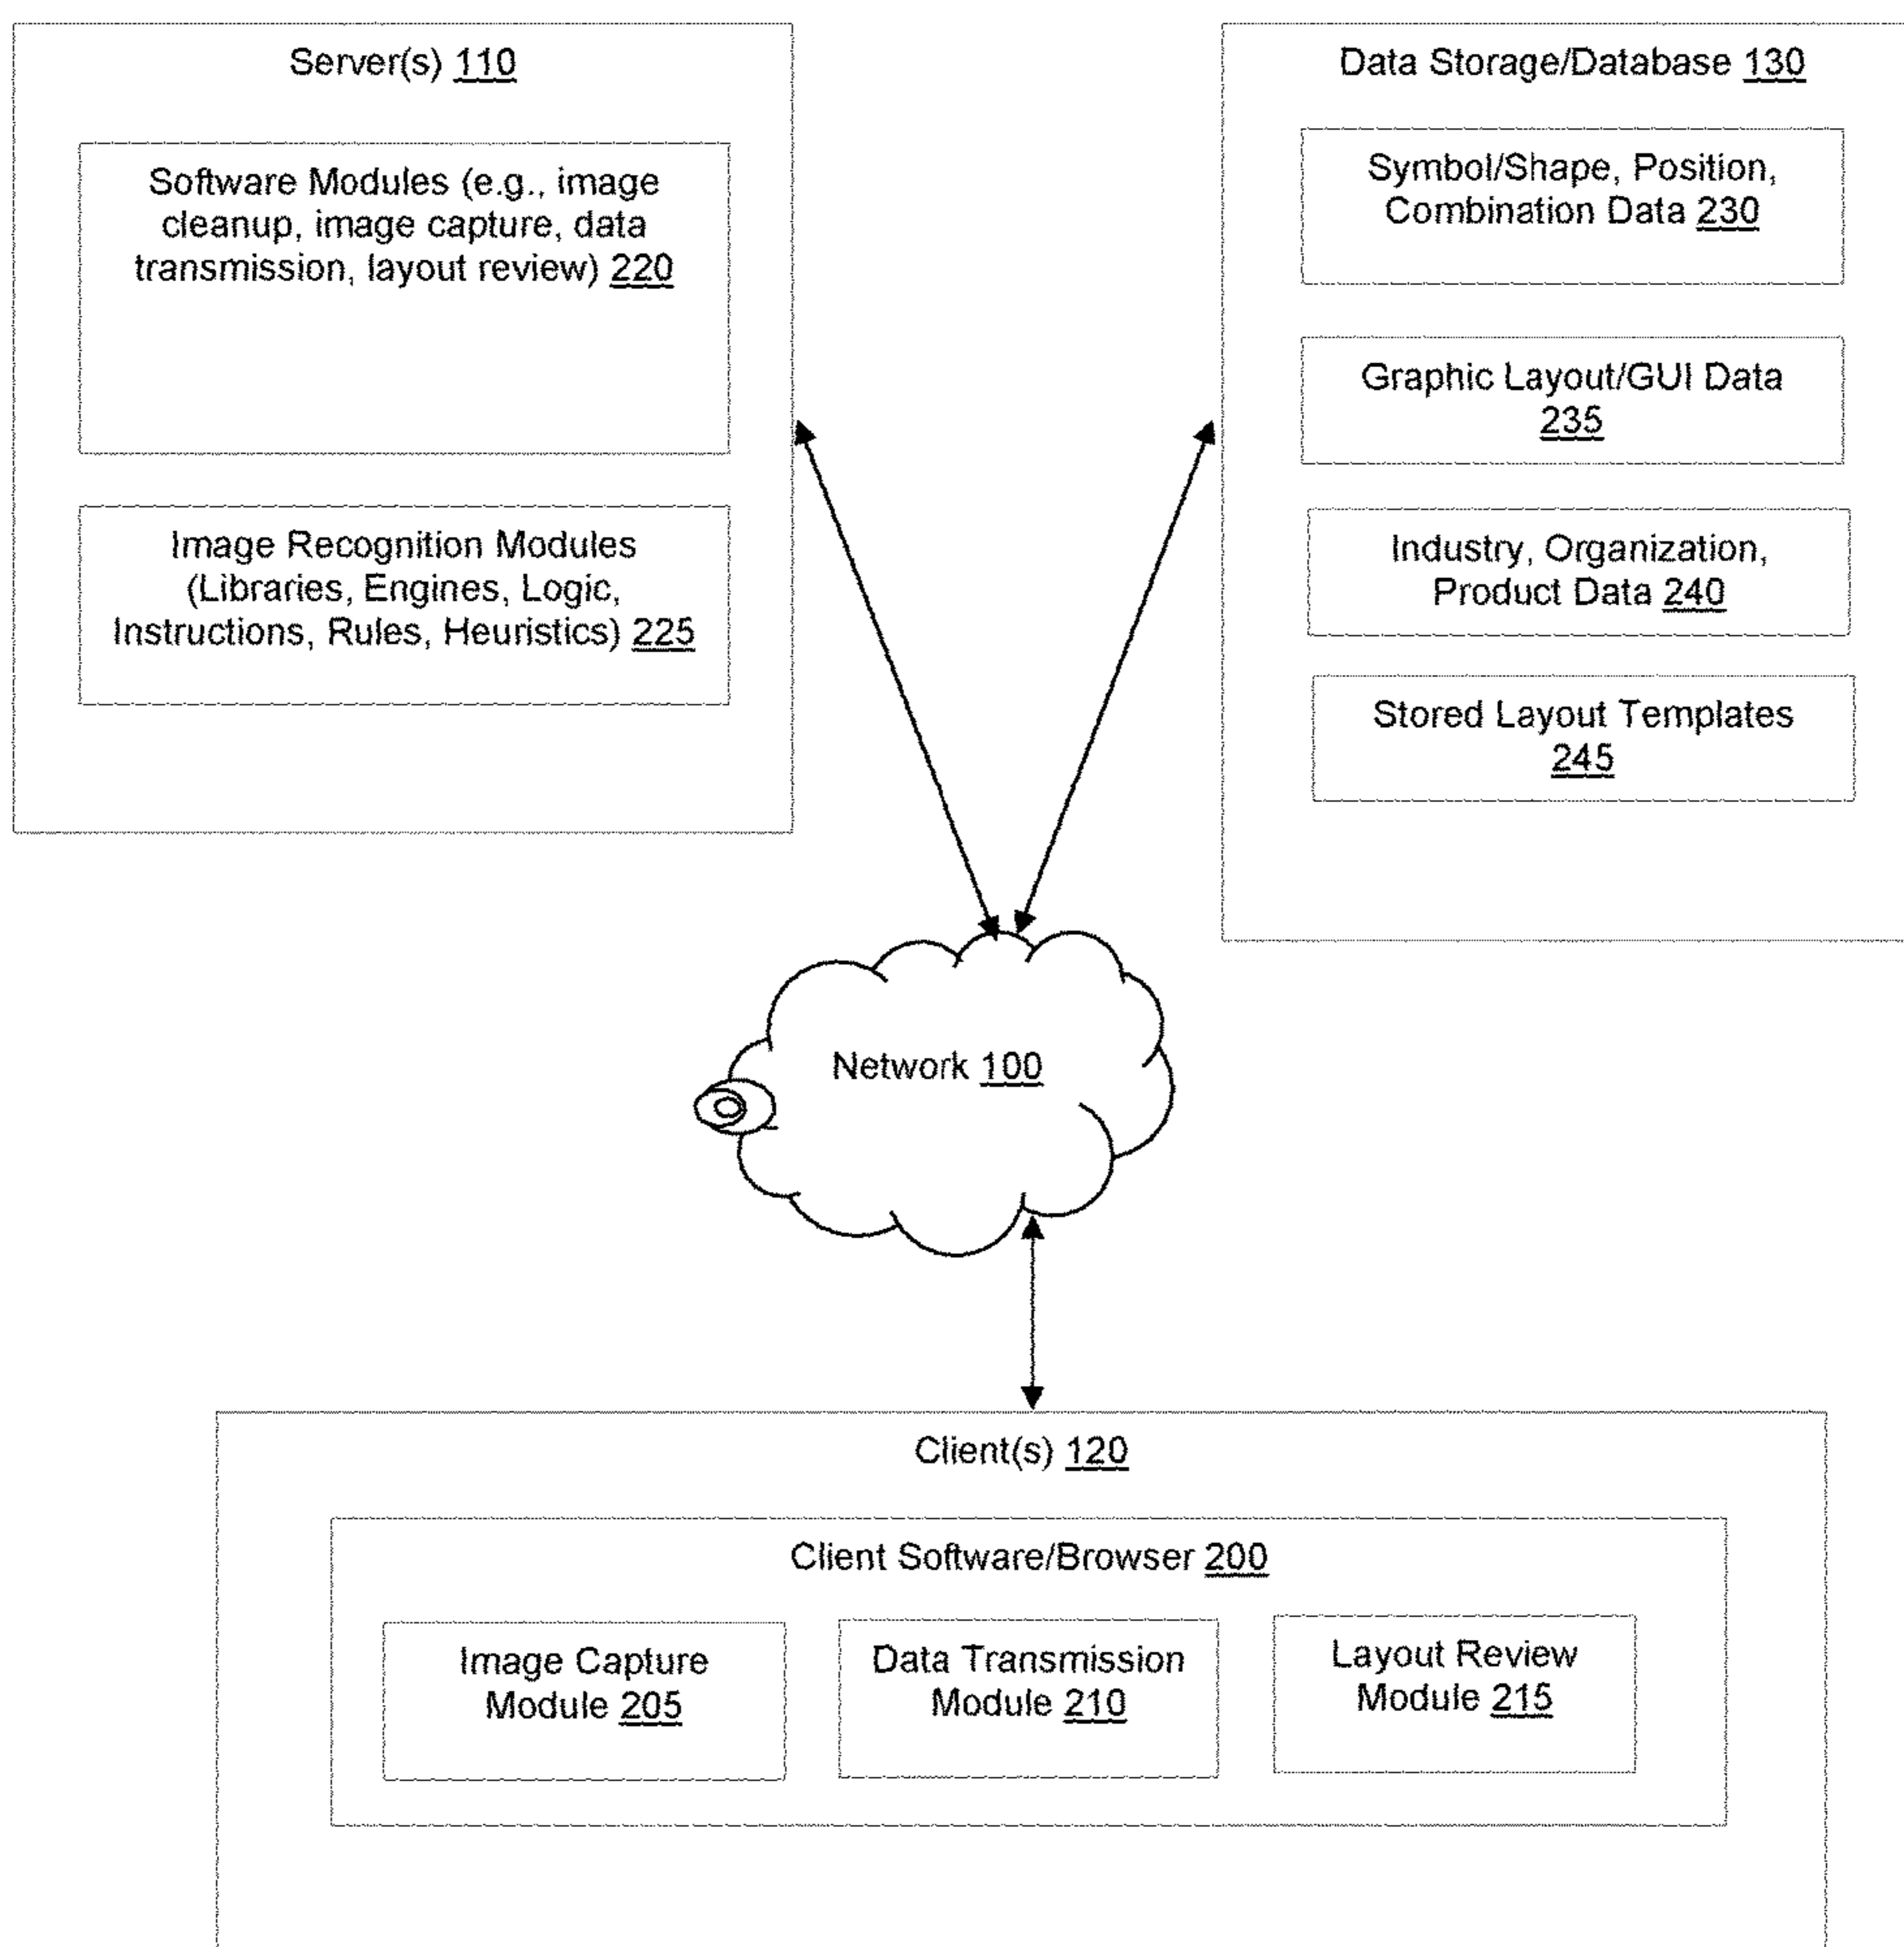 Server(s) 110
Software Modules (e.g., image
cleanup, image capture, data
transmission, layout review) 220
Image Recognition Modules
(Libraries, Engines, Logic,
Instructions, Rules, Heuristics) 225
Data Storage/Database 130
Symbol/Shape, Position,
Combination Data 230
Graphic Layout/GUI Data
235
Industry, Organization,
Product Data 240
Stored Layout Templates
245
Network 100
Client(s) 120
Client Software/Browser 200
Image Capture
Module 205
Data Transmission
Module 210
Layout Review
Module 215